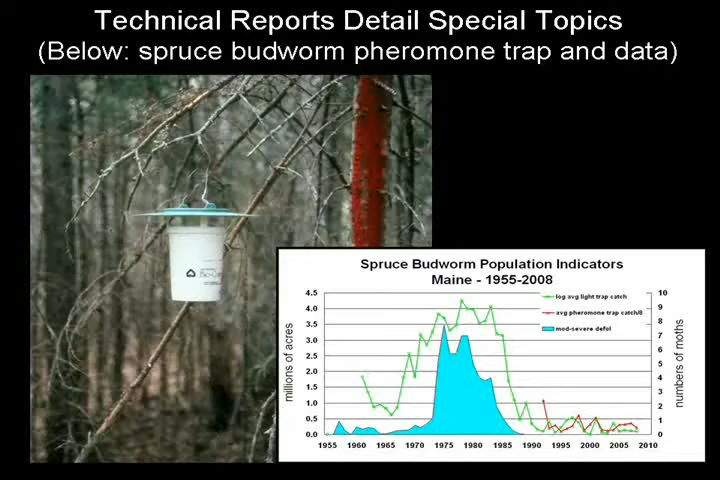 Technical Reports Detail Special Topics
(Below: spruce budworm pheromone trap and data)
Spruce Budworm Population Indicators
Maine - 1955-2008
log avg light trap catch
avg pheromone trap catch/8
mod-severe defol
millions of acres
numbers of moths
4.5
4.0
3.5
3.0
2.5
2.0
1.5
1.0
0.5
0.0
10
9
8
7
6
5
4
3
2
1
0
1955 1960 1965 1970 1975 1980 1985 1990 1995 2000 2005 2010